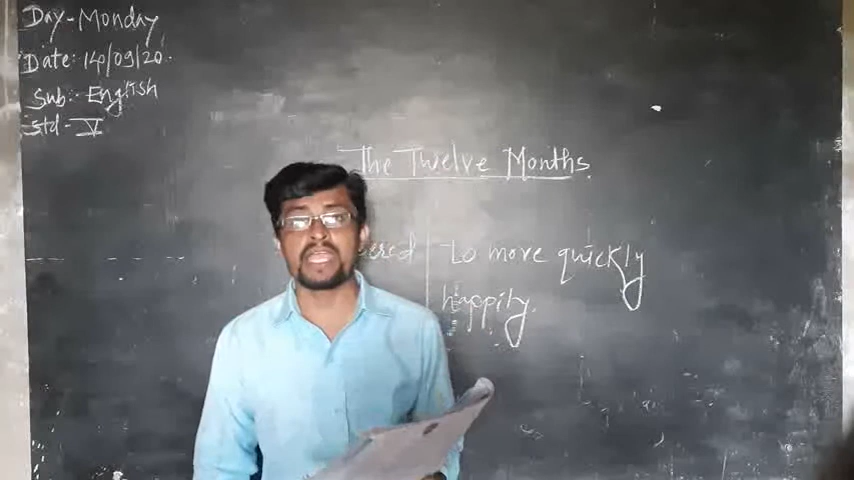 Day-Monday
Date: 14/09/20.
Sub:- English
Std - V
The Twelve Months.
to move quickly
happily.